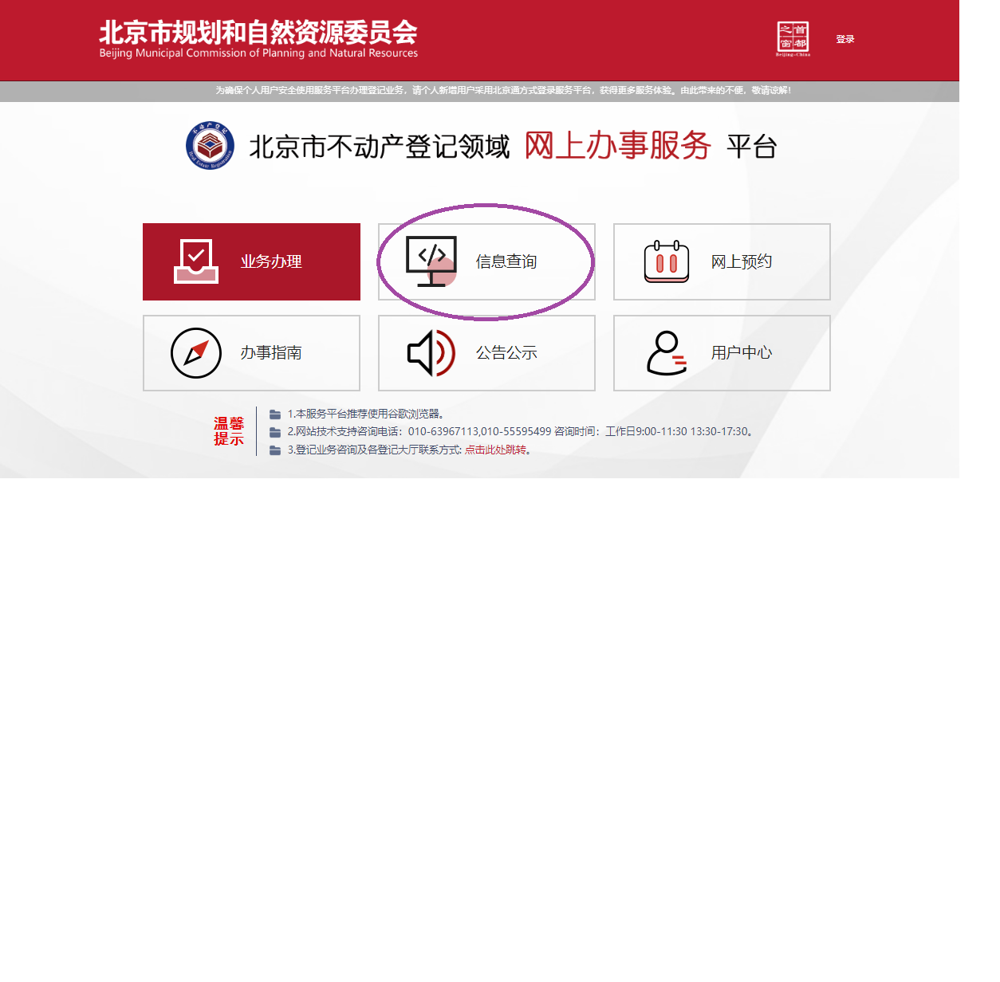 北京市规划和自然资源委员会
Beijing Municipal Commission of Planning and Natural Resources
首都之窗
Beijing-China
登录
为确保个人用户安全使用服务平台办理登记业务，请个人新增用户采用北京通方式登录服务平台，获得更多服务体验。由此带来的不便，敬请谅解！
不动产登记
Real Estate Registration
北京市不动产登记领域 网上办事服务 平台
业务办理
信息查询
网上预约
办事指南
公告公示
用户中心
温馨
提示
1.本服务平台推荐使用谷歌浏览器。
2.网站技术支持咨询电话：010-63967113,010-55595499 咨询时间：工作日9:00-11:30 13:30-17:30。
3.登记业务咨询及各登记大厅联系方式: 点击此处跳转。